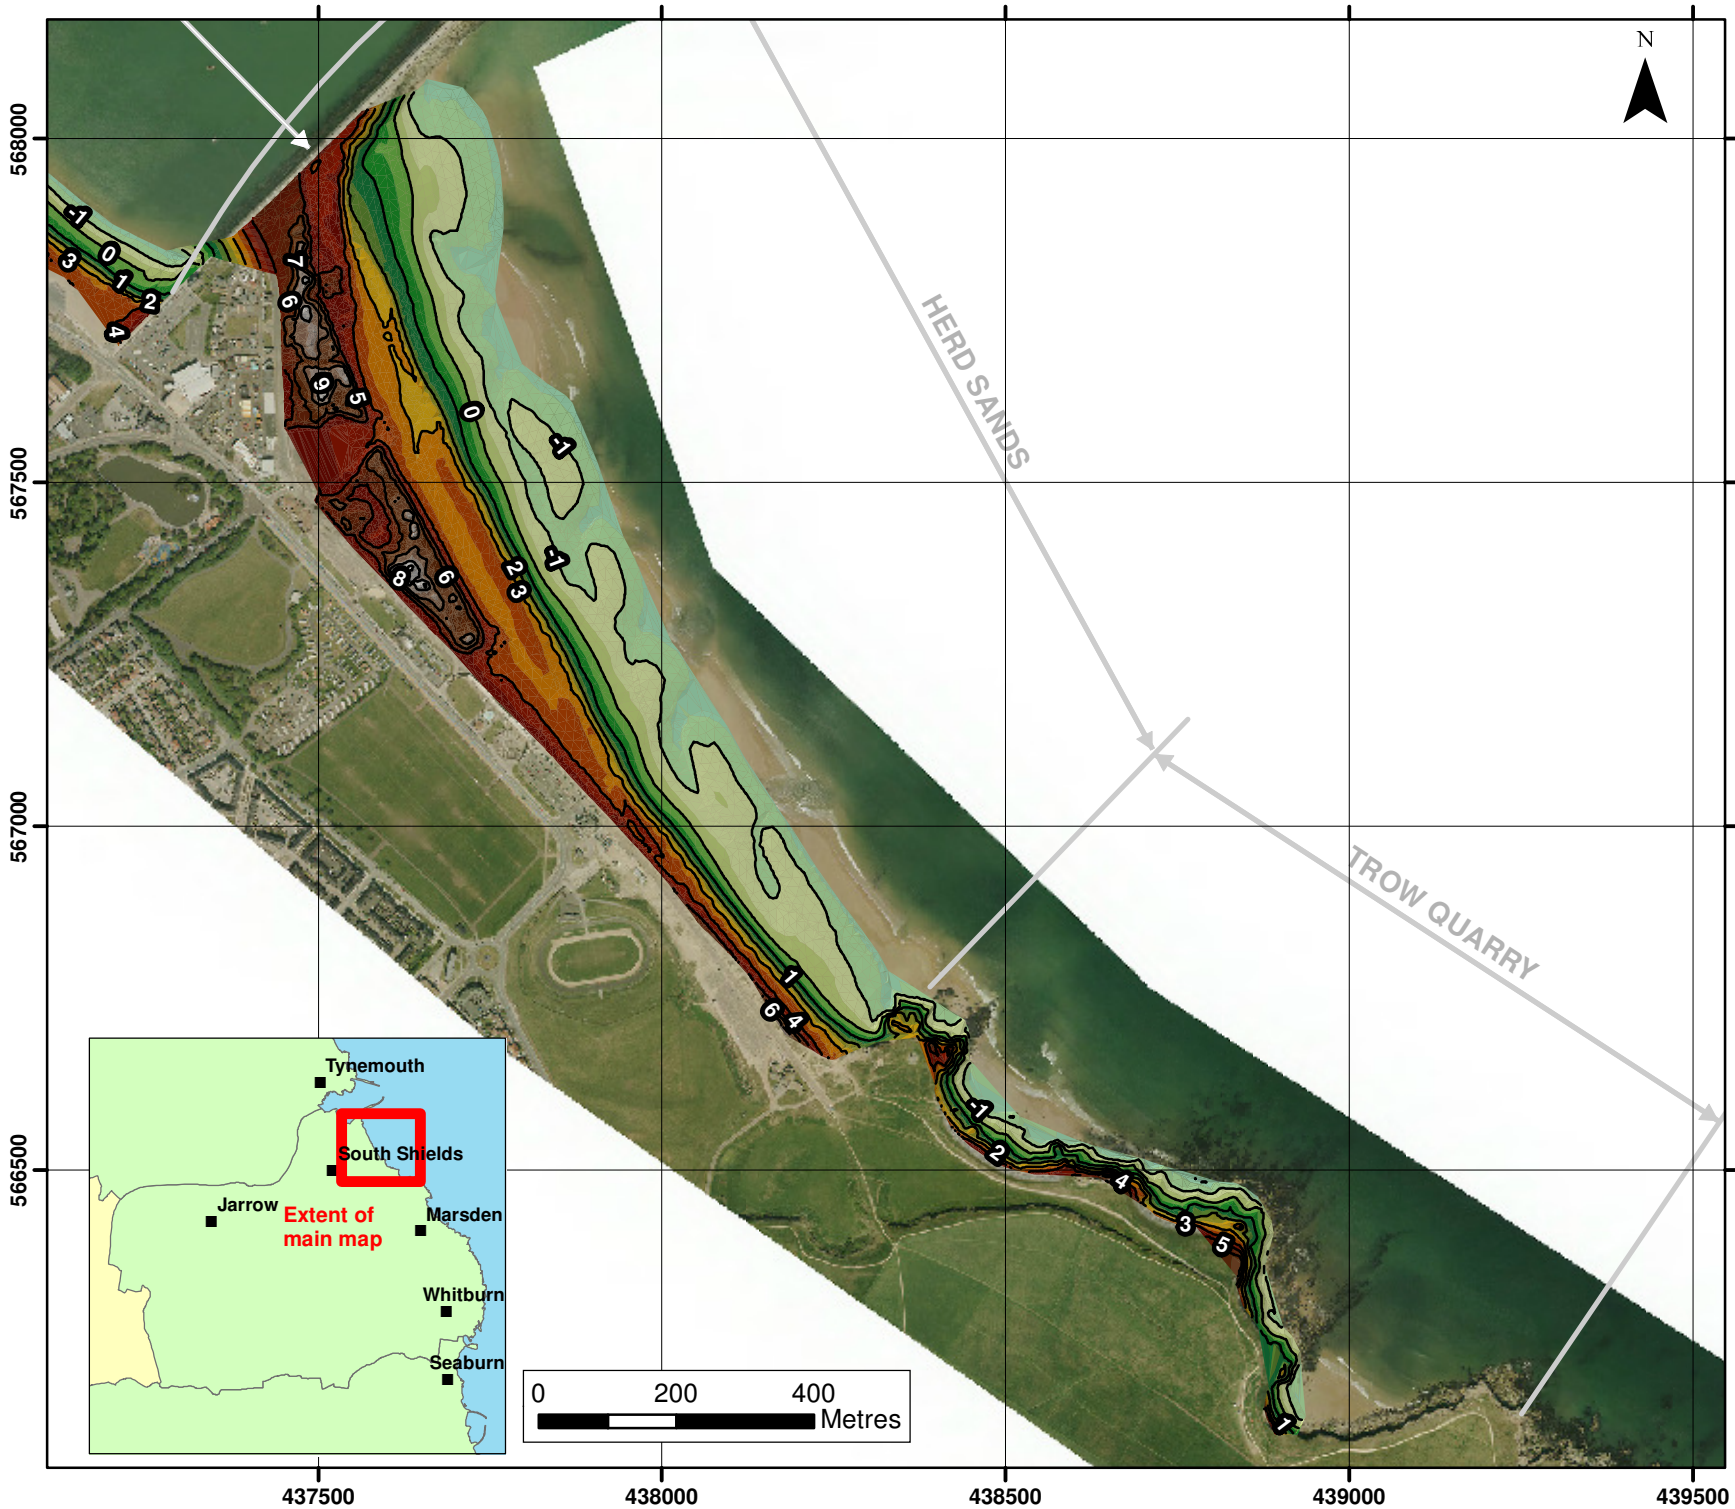 N
568000
567500
567000
566500
-1
0
3
1
2
4
7
6
9
5
0
-1
-1
2
3
8
6
HERD SANDS
TROW QUARRY
1
6
4
-1
2
4
3
5
1
Tynemouth
South Shields
Jarrow
Extent of
main map
Marsden
Whitburn
Seaburn
0 200 400
Metres
437500 438000 438500 439000 439500